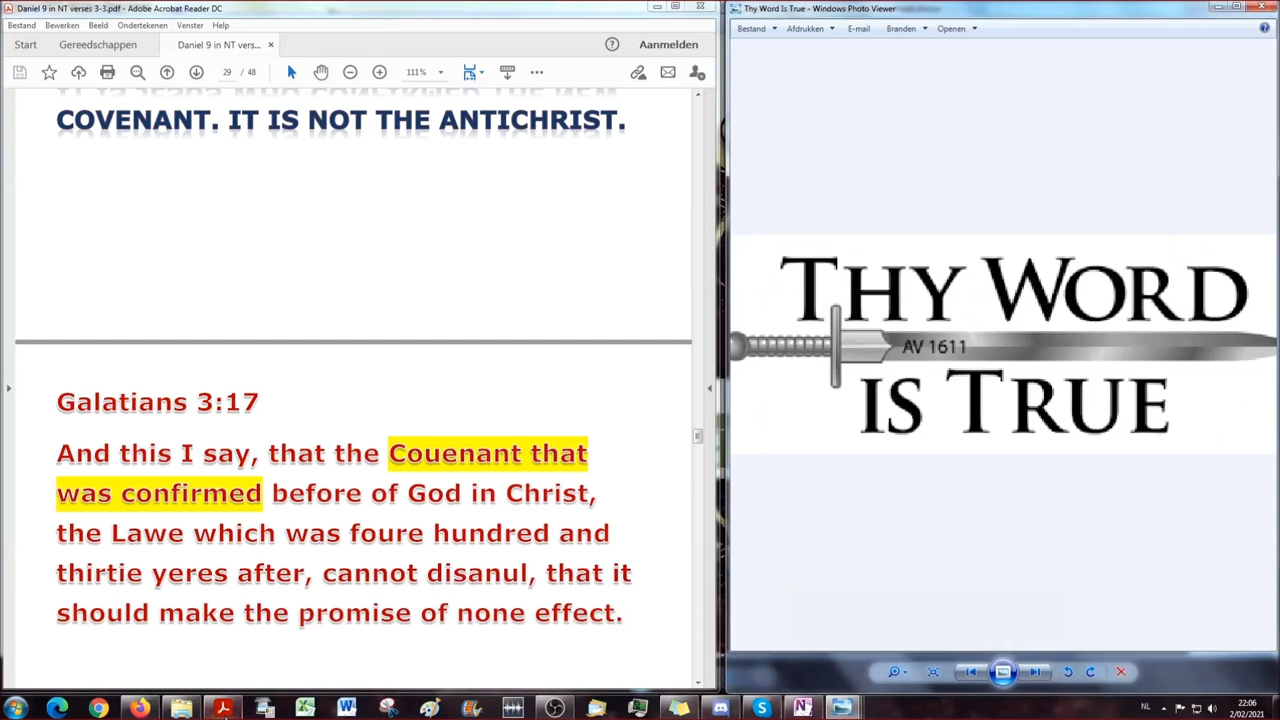 Daniel 9 in NT verses 3-3.pdf - Adobe Acrobat Reader DC
Bestand Bewerken Beeld Ondertekenen Venster Help
Start Gereedschappen Daniel 9 in NT vers... × Aanmelden
29 / 48 111%
COVENANT. IT IS NOT THE ANTICHRIST.
Galatians 3:17
And this I say, that the Couenant that
was confirmed before of God in Christ,
the Lawe which was foure hundred and
thirtie yeres after, cannot disanul, that it
should make the promise of none effect.
Thy Word Is True - Windows Photo Viewer
Bestand Afdrukken E-mail Branden Openen
THY WORD
AV 1611
IS TRUE
NL 22:06
2/02/2021